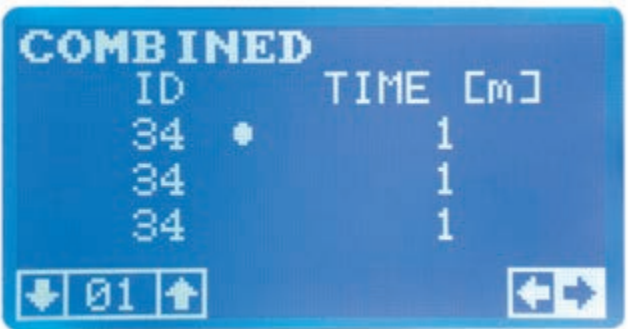 COMBINED
ID TIME [m]
34 ● 1
34 1
34 1
⬇ 01 ⬆ ⬅ ➡